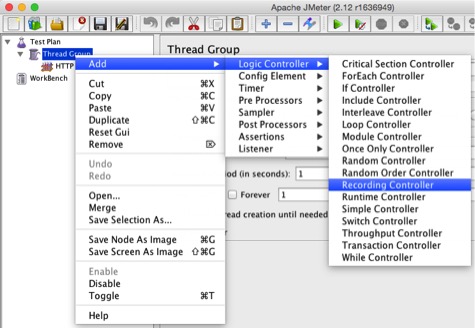 Apache JMeter (2.12 r1636949)
Test Plan
Thread Group
HTTP
WorkBench
Thread Group
Add
Cut ⌘X
Copy ⌘C
Paste ⌘V
Duplicate ⇧⌘C
Reset Gui
Remove ⌦
Undo
Redo
Open...
Merge
Save Selection As...
Save Node As Image ⌘G
Save Screen As Image ⇧⌘G
Enable
Disable
Toggle ⌘T
Help
Logic Controller
Config Element
Timer
Pre Processors
Sampler
Post Processors
Assertions
Listener
Critical Section Controller
ForEach Controller
If Controller
Include Controller
Interleave Controller
Loop Controller
Module Controller
Once Only Controller
Random Controller
Random Order Controller
Recording Controller
Runtime Controller
Simple Controller
Switch Controller
Throughput Controller
Transaction Controller
While Controller
(in seconds): 1
Forever 1
creation until needed